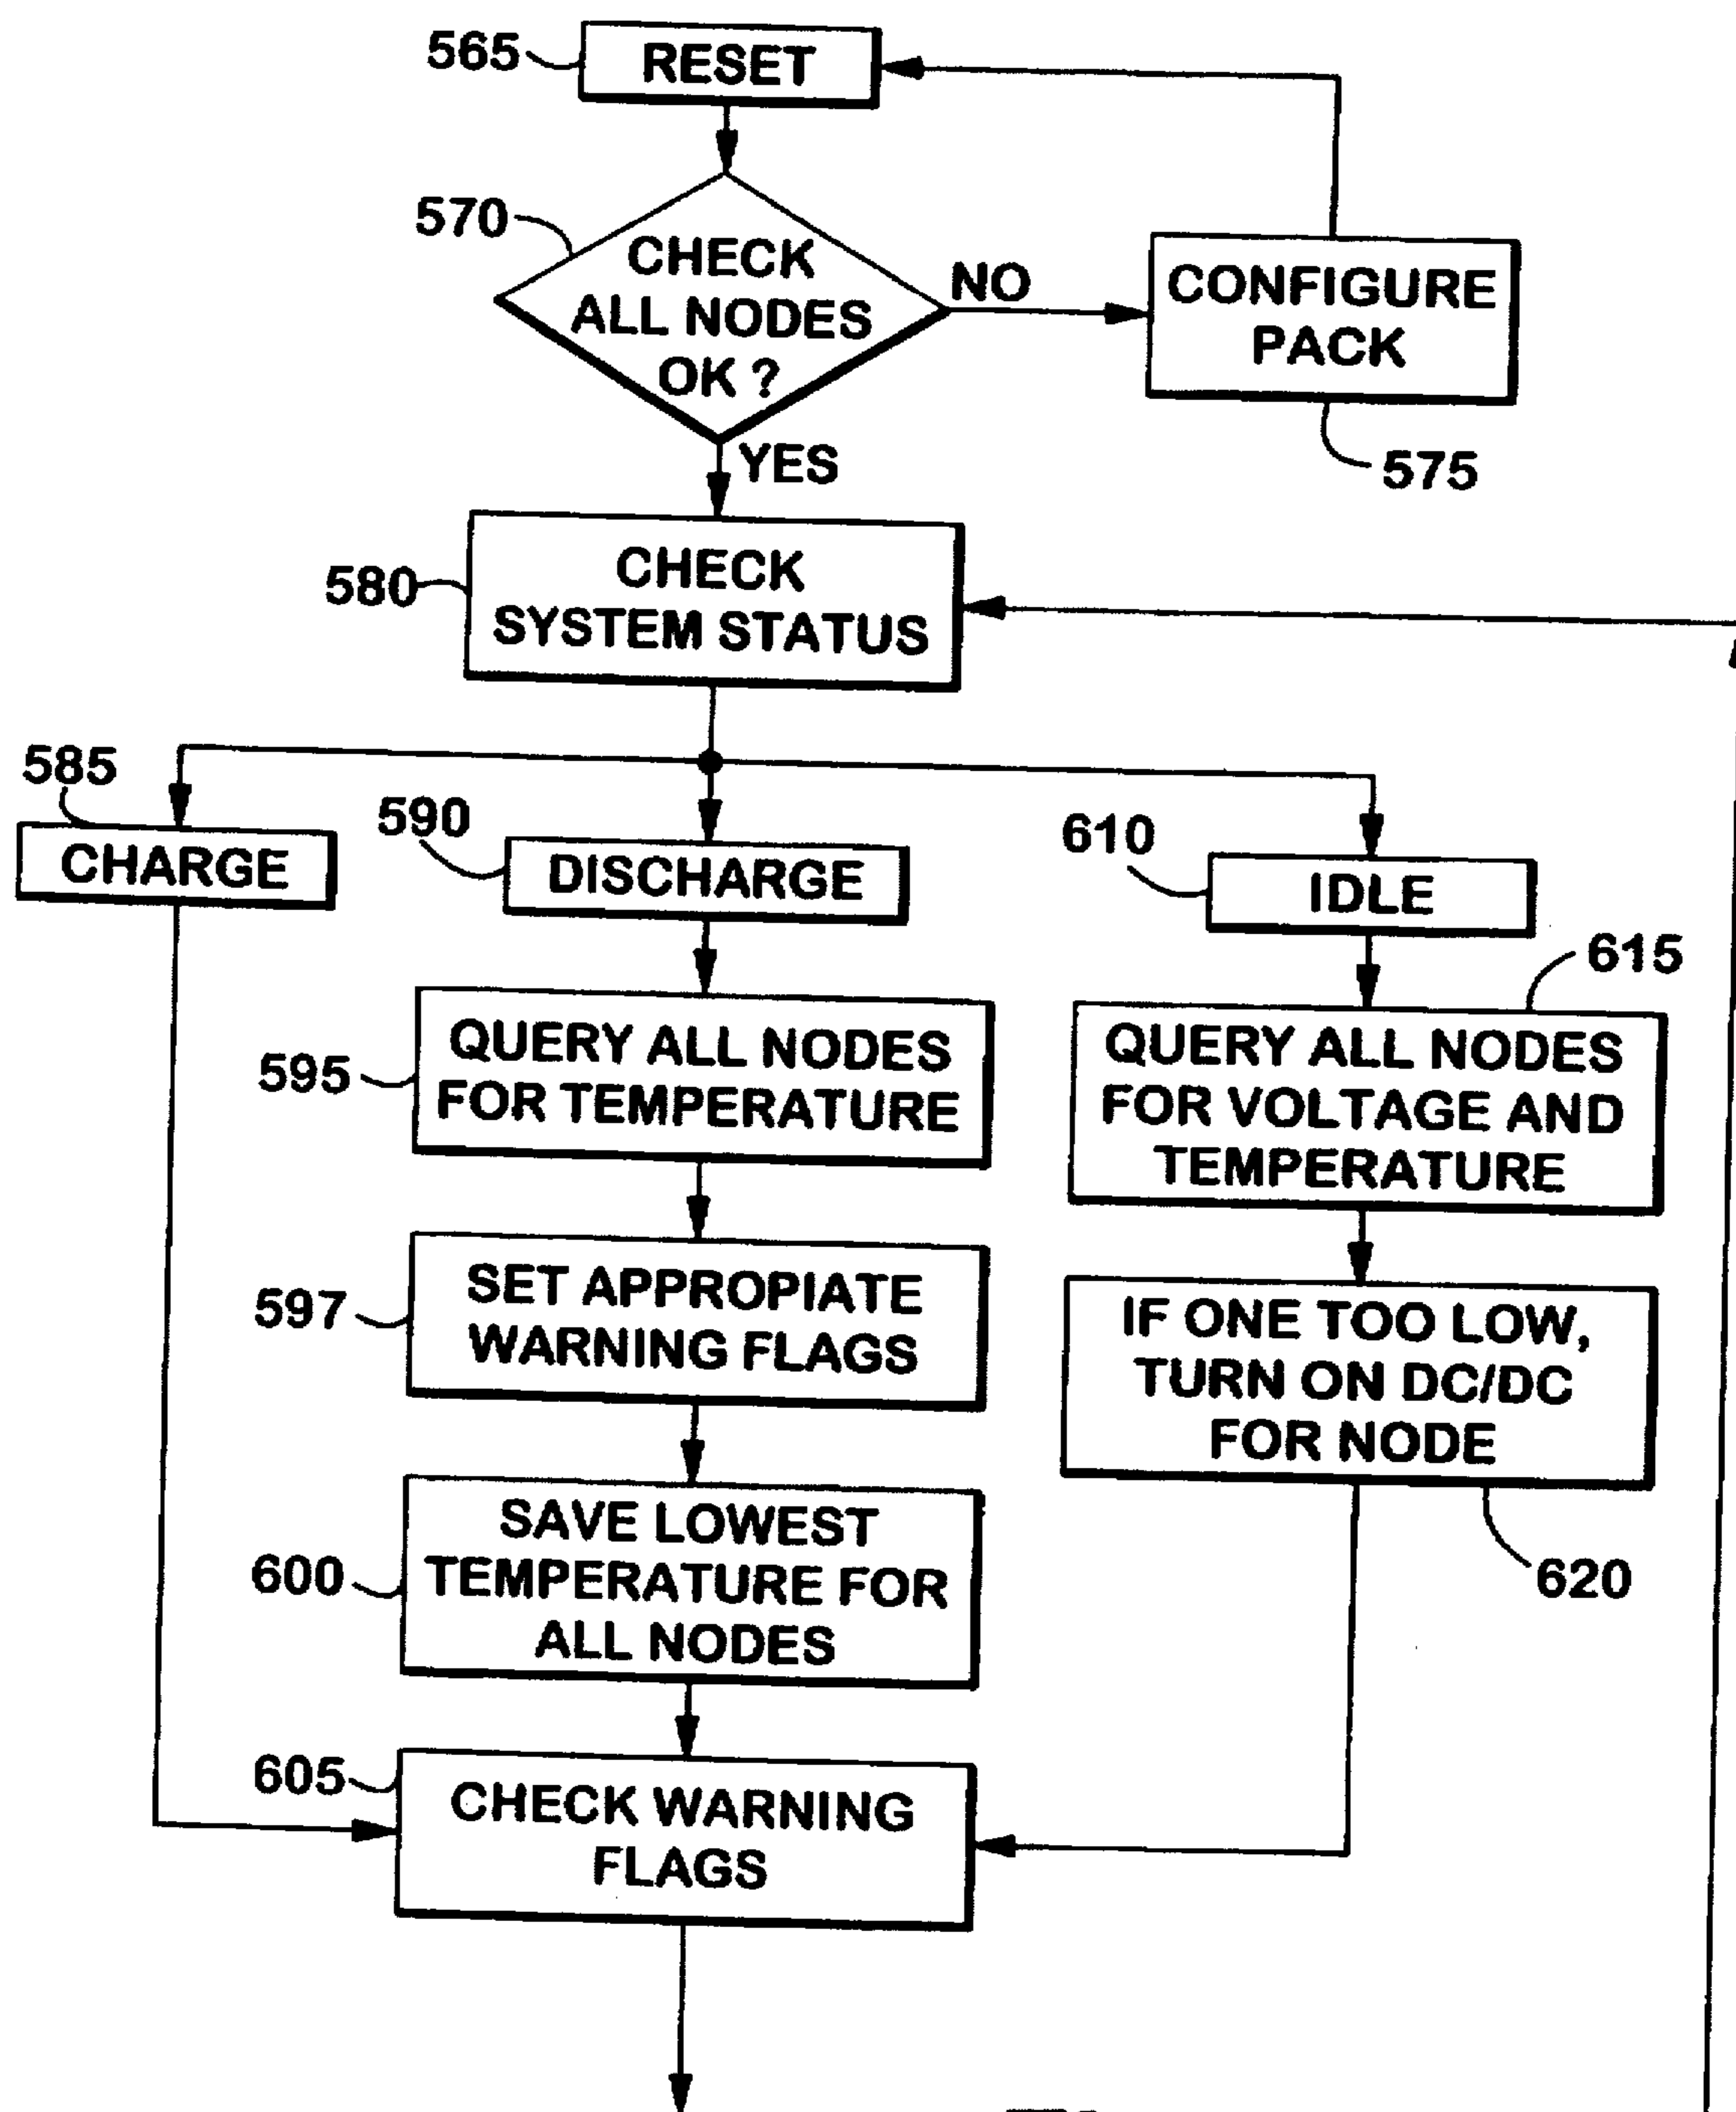 565
RESET
570
CHECK
ALL NODES
OK ?
NO
CONFIGURE
PACK
575
YES
580
CHECK
SYSTEM STATUS
585
CHARGE
590
DISCHARGE
610
IDLE
615
595
QUERY ALL NODES
FOR TEMPERATURE
QUERY ALL NODES
FOR VOLTAGE AND
TEMPERATURE
597
SET APPROPIATE
WARNING FLAGS
IF ONE TOO LOW,
TURN ON DC/DC
FOR NODE
620
600
SAVE LOWEST
TEMPERATURE FOR
ALL NODES
605
CHECK WARNING
FLAGS